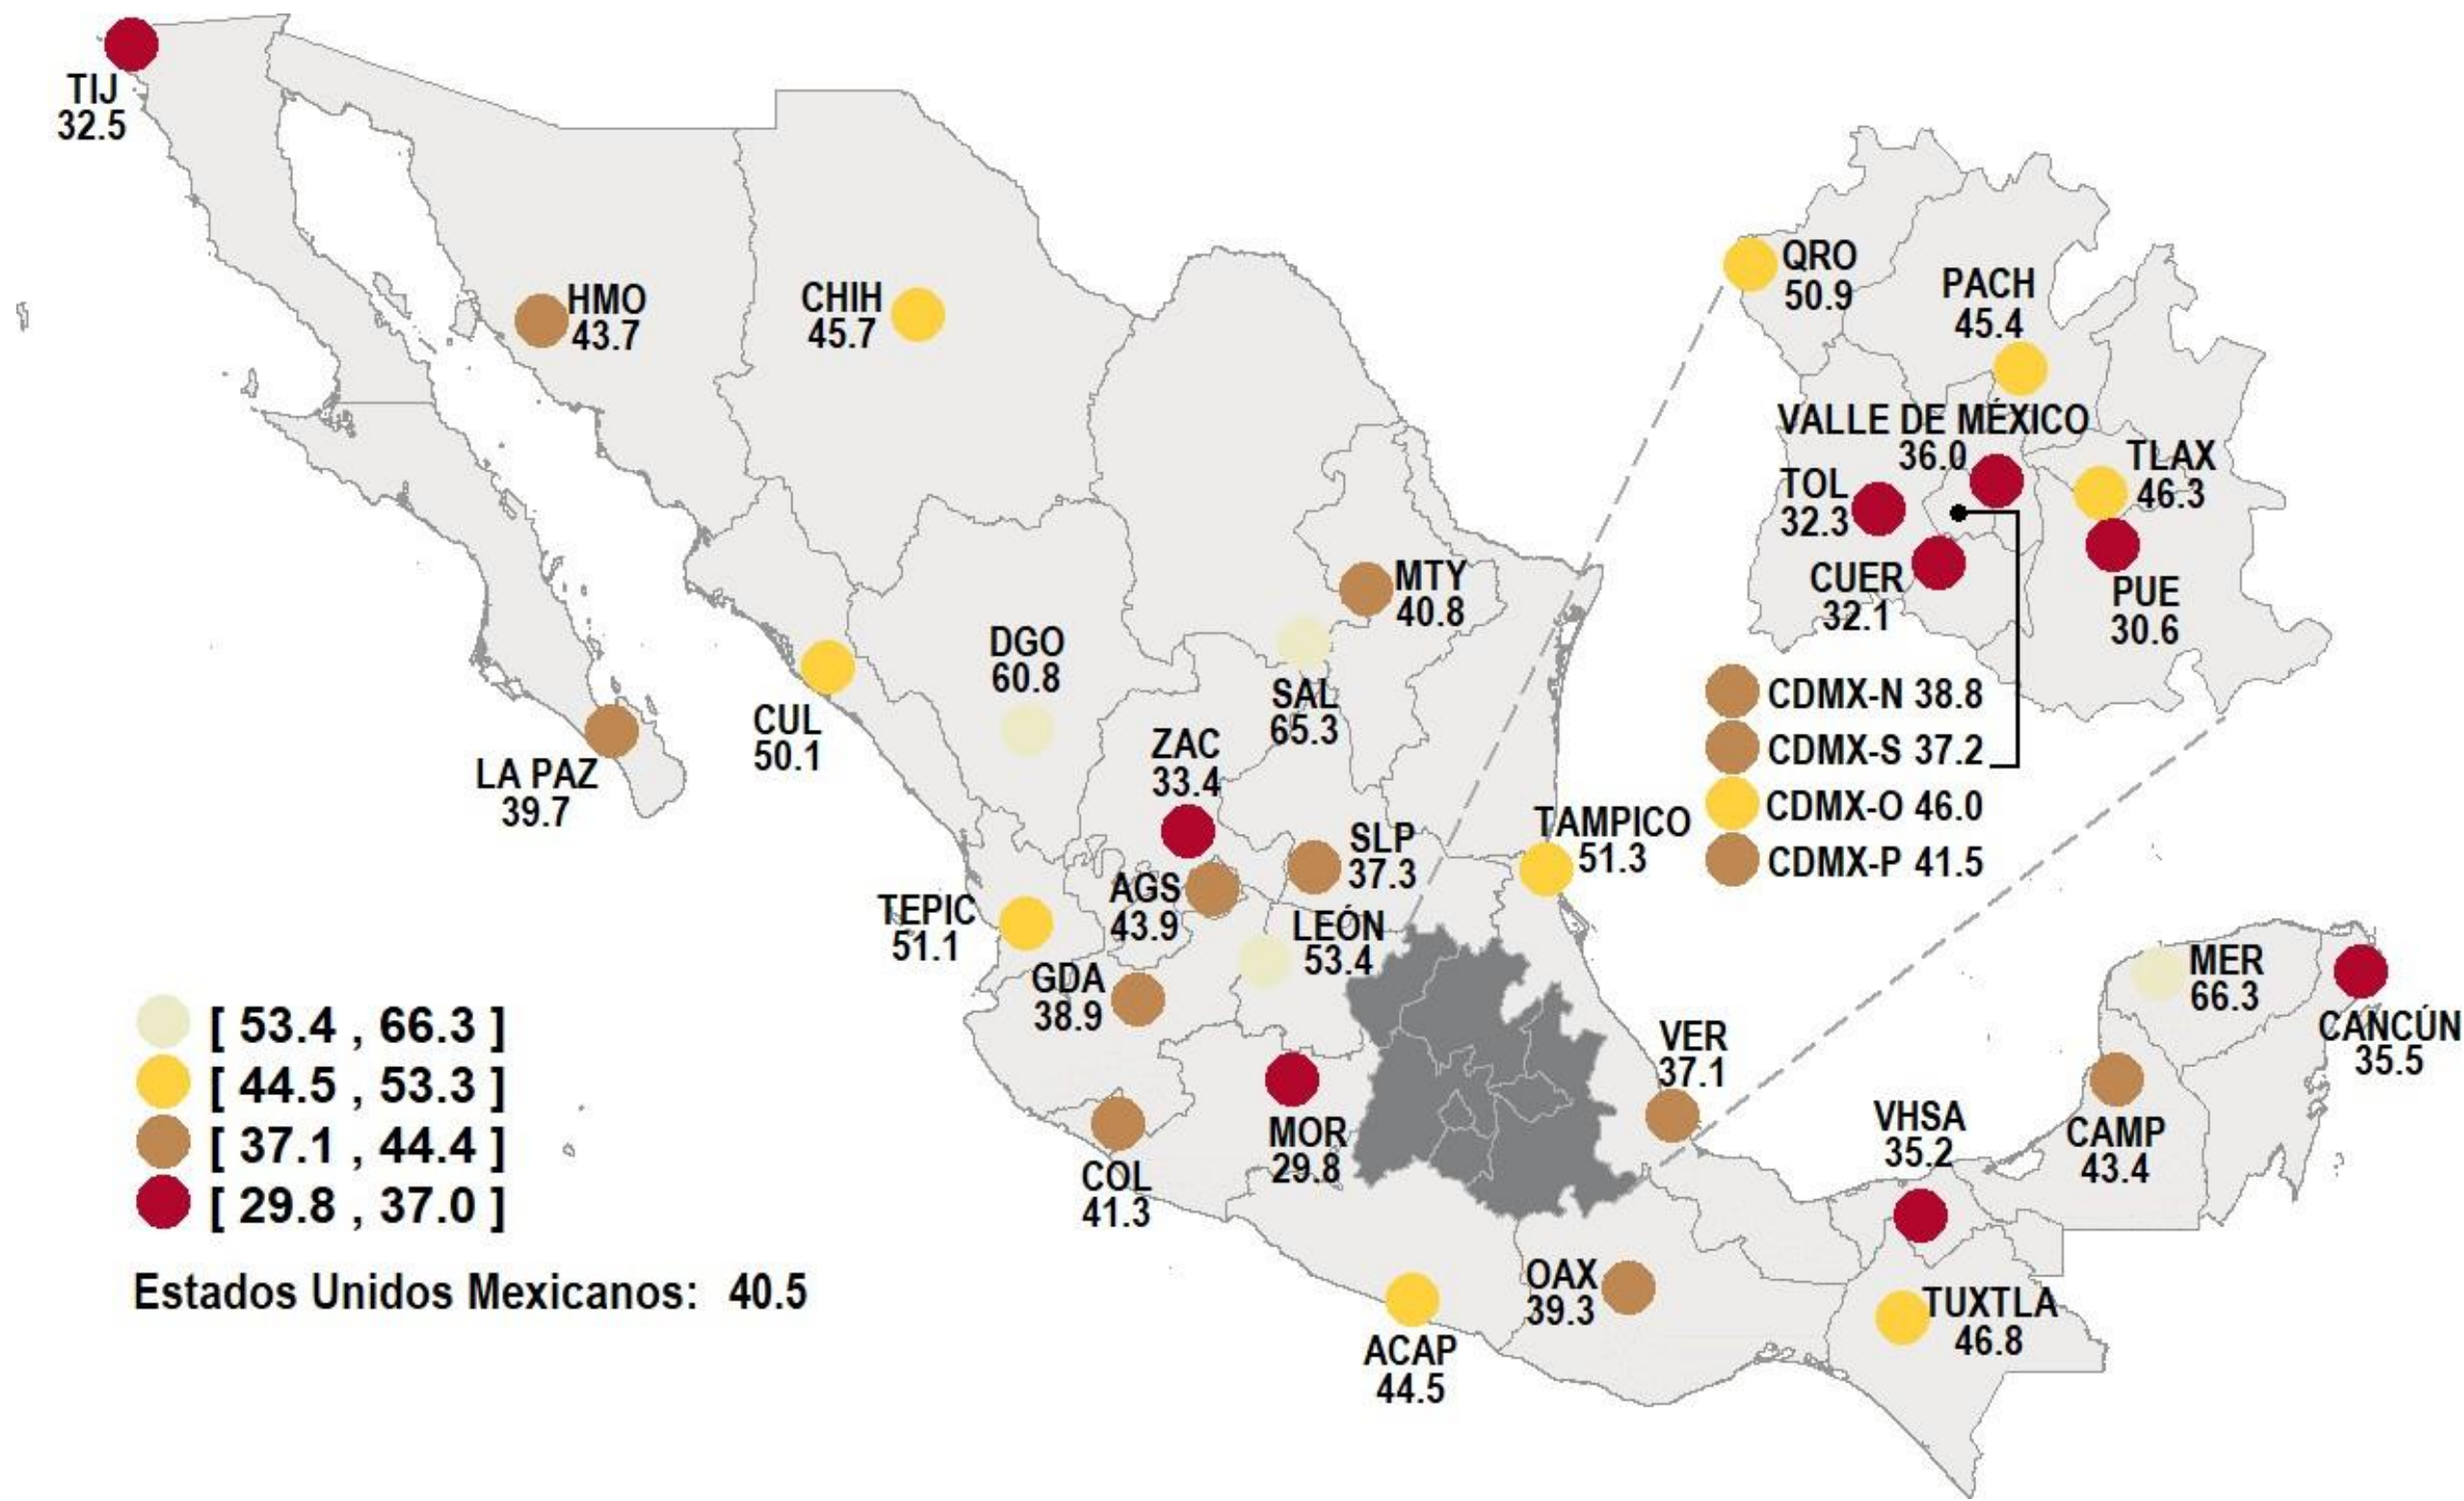 TIJ
32.5
HMO
43.7
CHIH
45.7
QRO
50.9
PACH
45.4
VALLE DE MÉXICO
36.0
TLAX
46.3
TOL
32.3
CUER
32.1
PUE
30.6
MTY
40.8
DGO
60.8
SAL
65.3
CUL
50.1
LA PAZ
39.7
ZAC
33.4
CDMX-N 38.8
CDMX-S 37.2
CDMX-O 46.0
CDMX-P 41.5
SLP
37.3
TAMPICO
51.3
AGS
43.9
TEPIC
51.1
LEÓN
53.4
GDA
38.9
MER
66.3
CANCÚN
35.5
VER
37.1
MOR
29.8
COL
41.3
VHSA
35.2
CAMP
43.4
OAX
39.3
TUXTLA
46.8
ACAP
44.5
[ 53.4 , 66.3 ]
[ 44.5 , 53.3 ]
[ 37.1 , 44.4 ]
[ 29.8 , 37.0 ]
Estados Unidos Mexicanos: 40.5